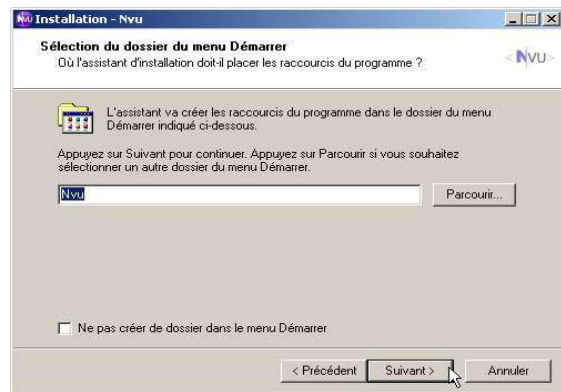 Installation - Nvu
Sélection du dossier du menu Démarrer
Où l'assistant d'installation doit-il placer les raccourcis du programme ?
<NVU>
L'assistant va créer les raccourcis du programme dans le dossier du menu
Démarrer indiqué ci-dessous.
Appuyez sur Suivant pour continuer. Appuyez sur Parcourir si vous souhaitez
sélectionner un autre dossier du menu Démarrer.
Nvu
Parcourir...
Ne pas créer de dossier dans le menu Démarrer
< Précédent
Suivant >
Annuler